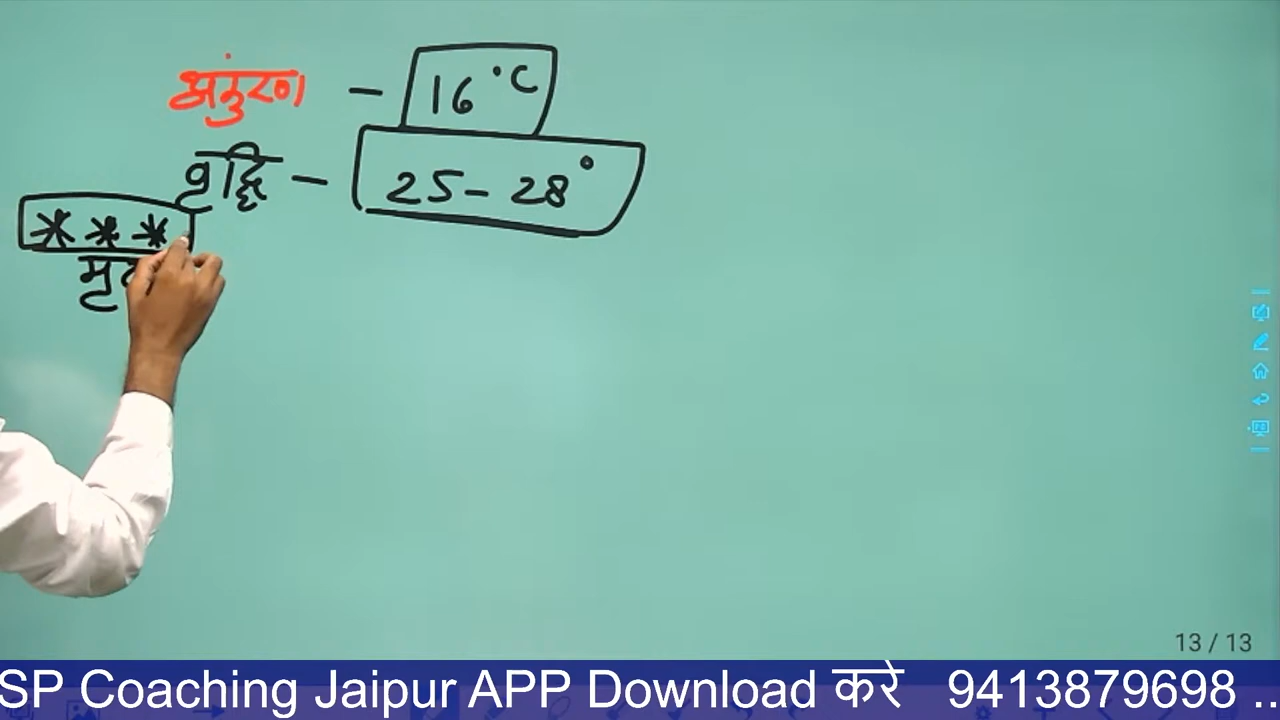 अंकुरण - 16°C
वृद्धि - 25-28°
***
13 / 13
SP Coaching Jaipur APP Download करे 9413879698 ..